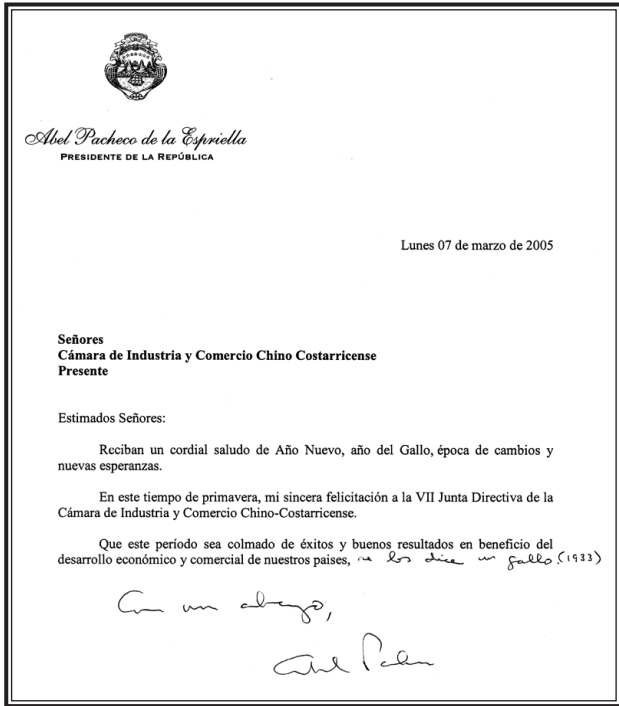 Abel Pacheco de la Espriella
PRESIDENTE DE LA REPÚBLICA
Lunes 07 de marzo de 2005
Señores
Cámara de Industria y Comercio Chino Costarricense
Presente
Estimados Señores:
Reciban un cordial saludo de Año Nuevo, año del Gallo, época de cambios y
nuevas esperanzas.
En este tiempo de primavera, mi sincera felicitación a la VII Junta Directiva de la
Cámara de Industria y Comercio Chino-Costarricense.
Que este período sea colmado de éxitos y buenos resultados en beneficio del
desarrollo económico y comercial de nuestros paises, se los dice un gallo (1933)
Con un abrazo,
Abel Pacheco